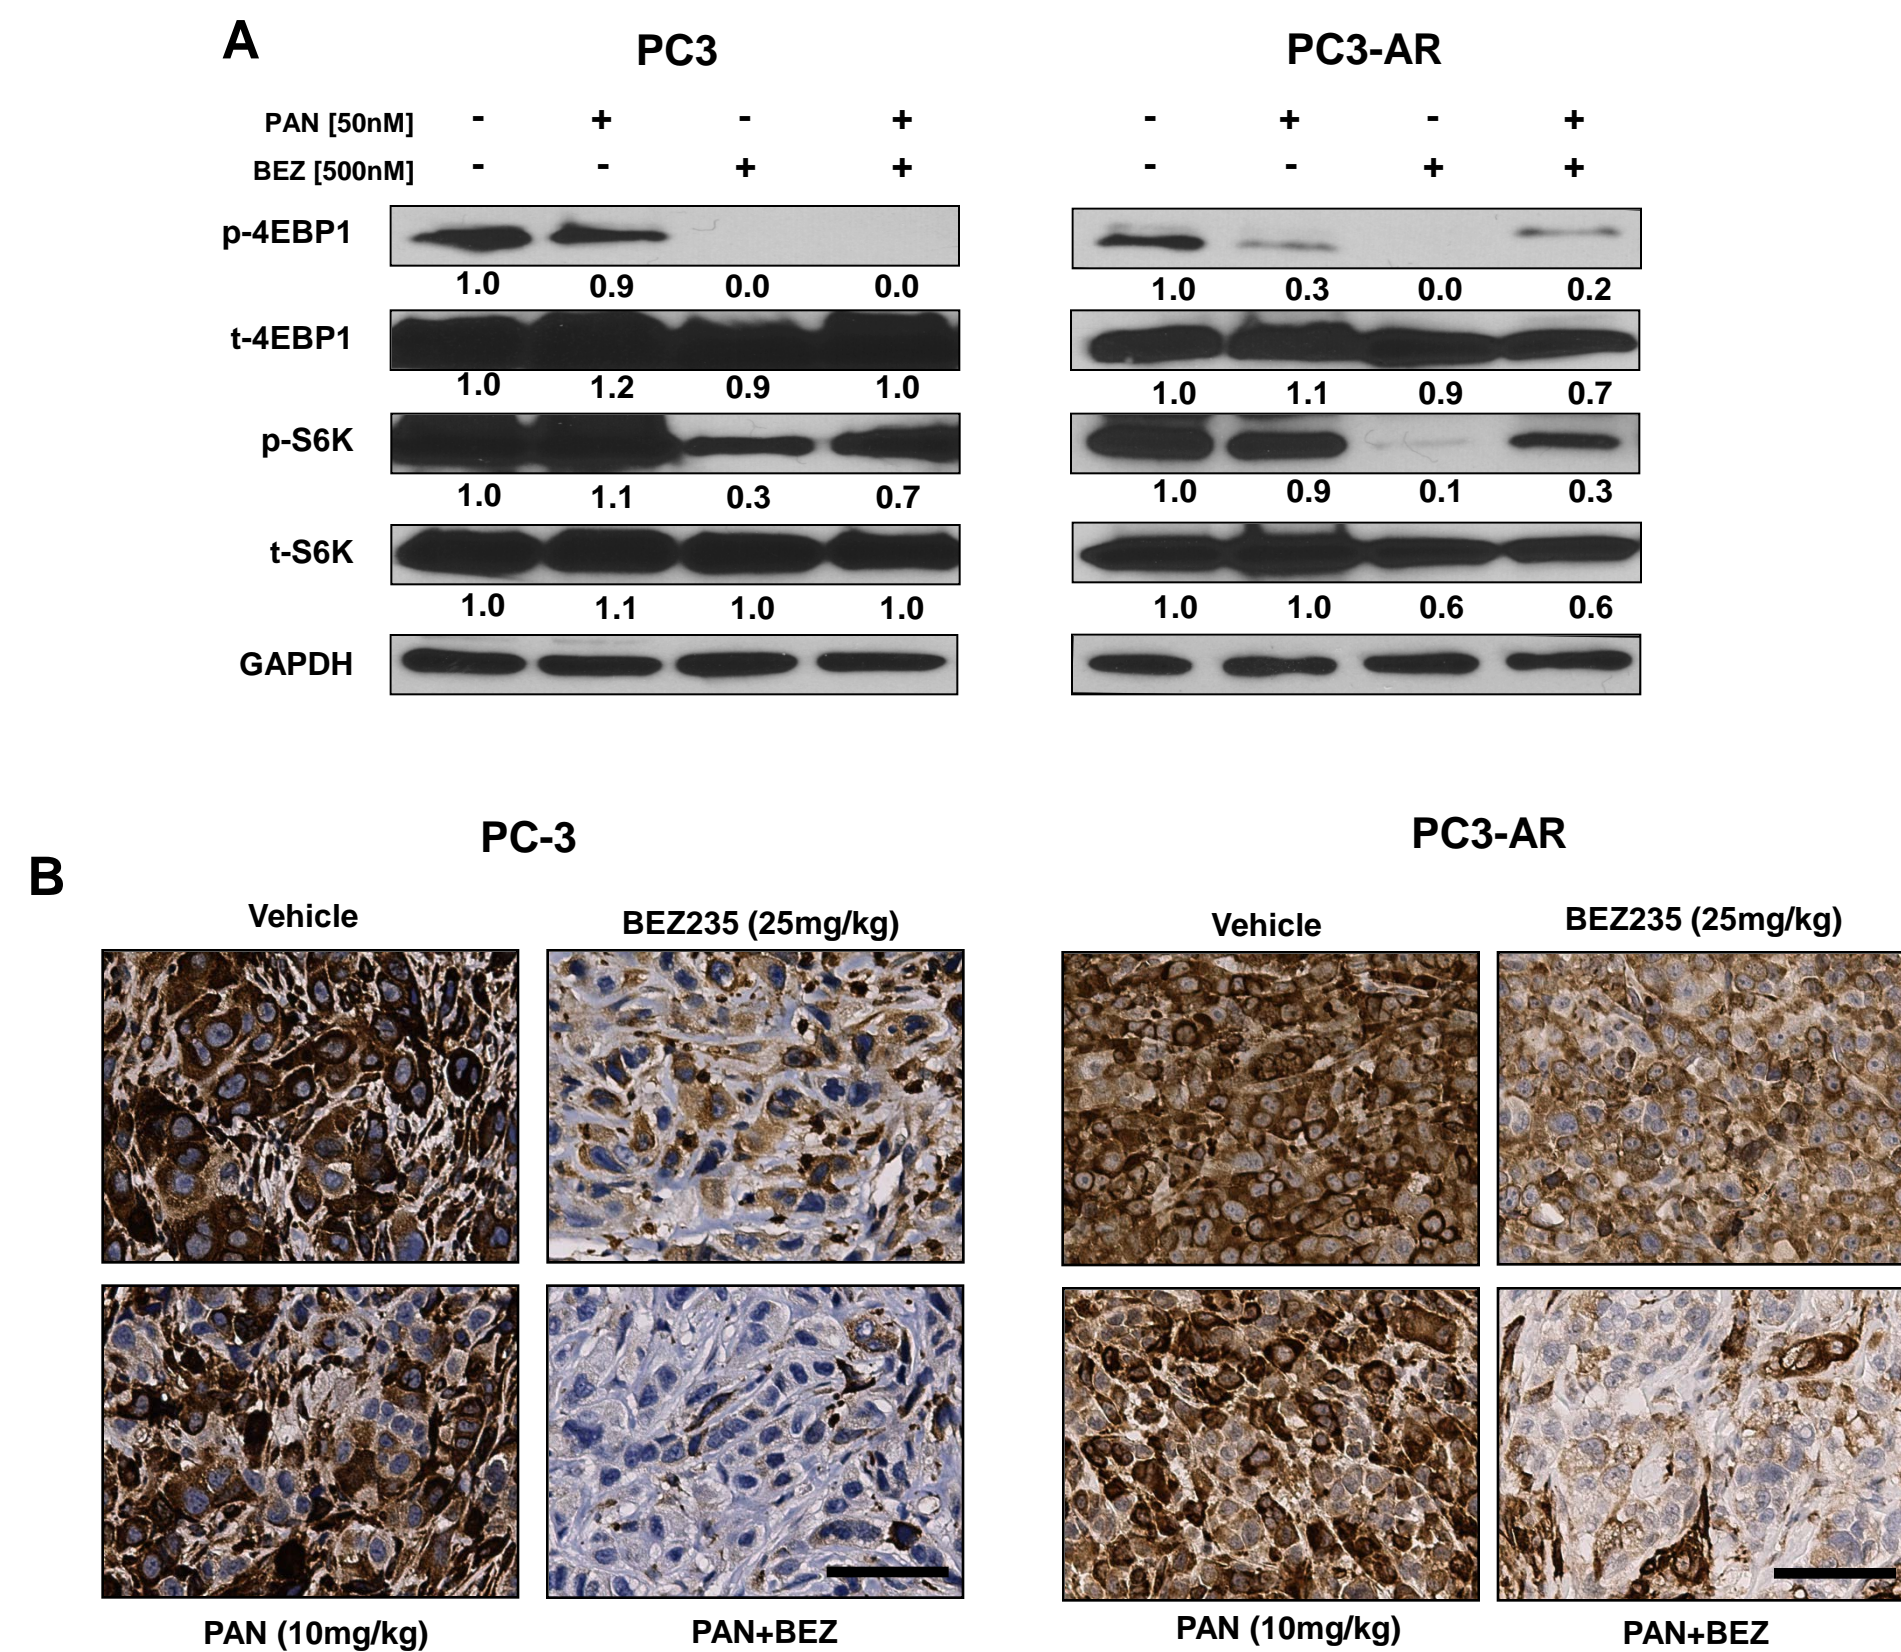 A
PC3 PC3-AR
PAN [50nM] - + - + - + - +
BEZ [500nM] - - + + - - + +
p-4EBP1
1.0 0.9 0.0 0.0 1.0 0.3 0.0 0.2
t-4EBP1
1.0 1.2 0.9 1.0 1.0 1.1 0.9 0.7
p-S6K
1.0 1.1 0.3 0.7 1.0 0.9 0.1 0.3
t-S6K
1.0 1.1 1.0 1.0 1.0 1.0 0.6 0.6
GAPDH
B
PC-3 PC3-AR
Vehicle BEZ235 (25mg/kg) Vehicle BEZ235 (25mg/kg)
PAN (10mg/kg) PAN+BEZ PAN (10mg/kg) PAN+BEZ